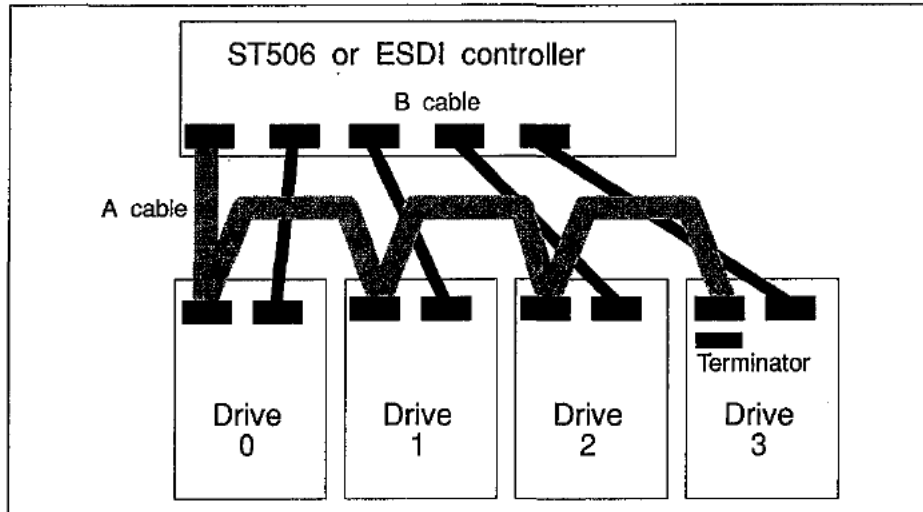 ST506 or ESDI controller
B cable
A cable
Terminator
Drive
0
Drive
1
Drive
2
Drive
3